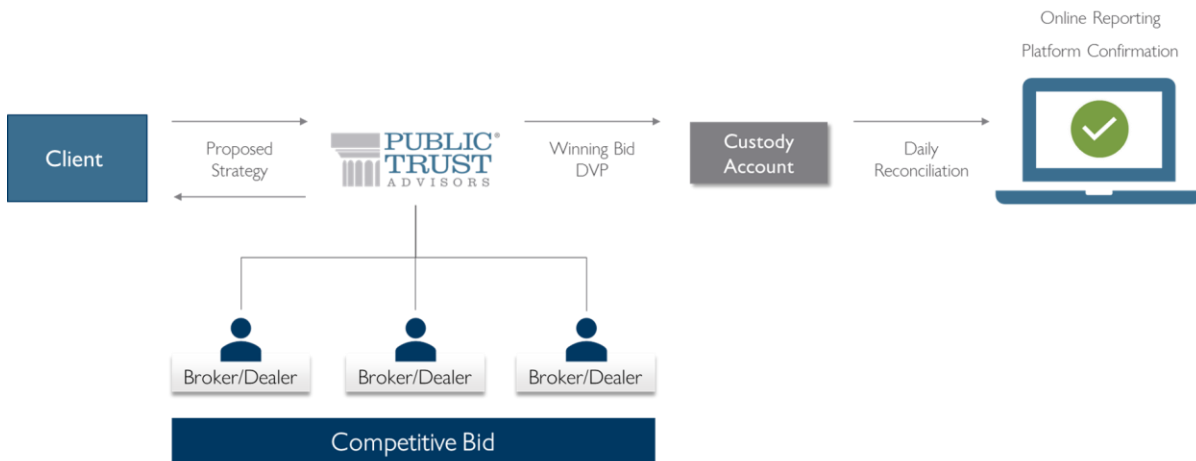 Online Reporting
Platform Confirmation
Client
Proposed
Strategy
PUBLIC®
TRUST
ADVISORS
Winning Bid
DVP
Custody
Account
Daily
Reconciliation
Broker/Dealer
Broker/Dealer
Broker/Dealer
Competitive Bid